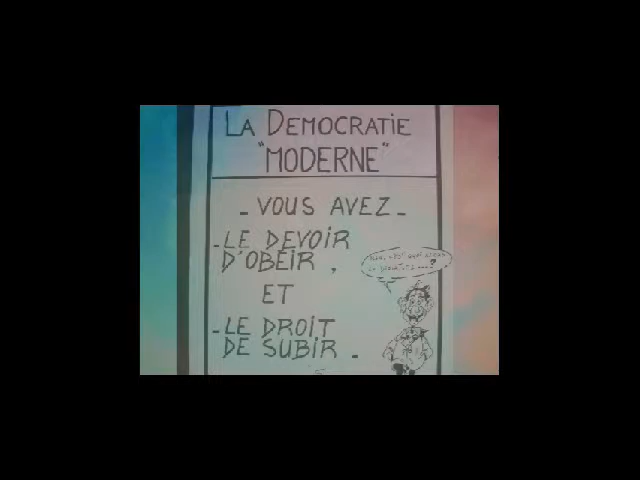 LA DEMOCRATIE
"MODERNE"
- VOUS AVEZ -
- LE DEVOIR
D'OBEIR .
ET
- LE DROIT
DE SUBIR -